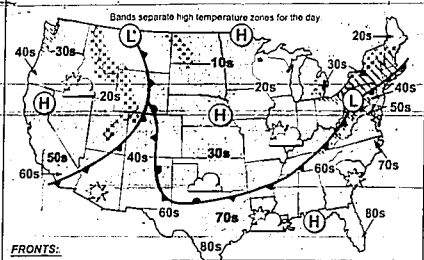 Bands separate high temperature zones for the day.
L H 20s
40s 30s 10s 30s
20s 20s L 40s
H H 50s
50s 40s 30s 70s
60s 60s
60s 70s H 80s
80s
FRONTS: